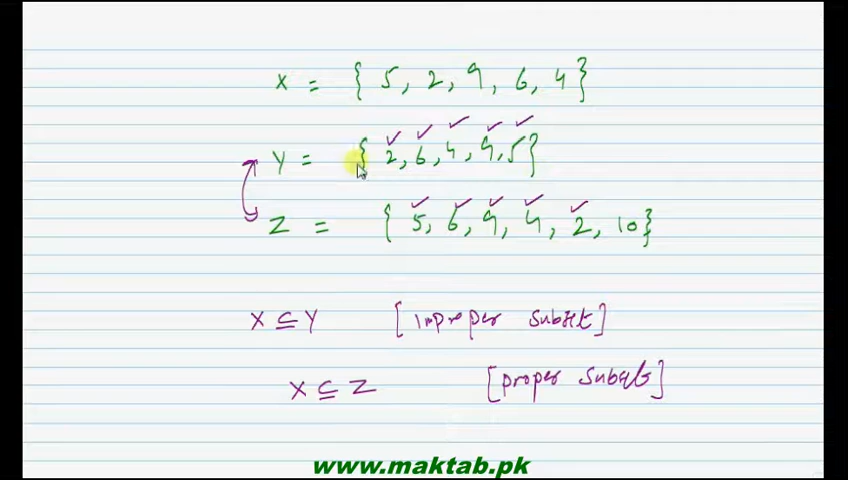 X = { 5, 2, 9, 6, 4 }
Y = { 2, 6, 4, 9, 5 }
Z = { 5, 6, 9, 4, 2, 10 }
X ⊆ Y [improper subset]
X ⊆ Z [proper subset]
www.maktab.pk